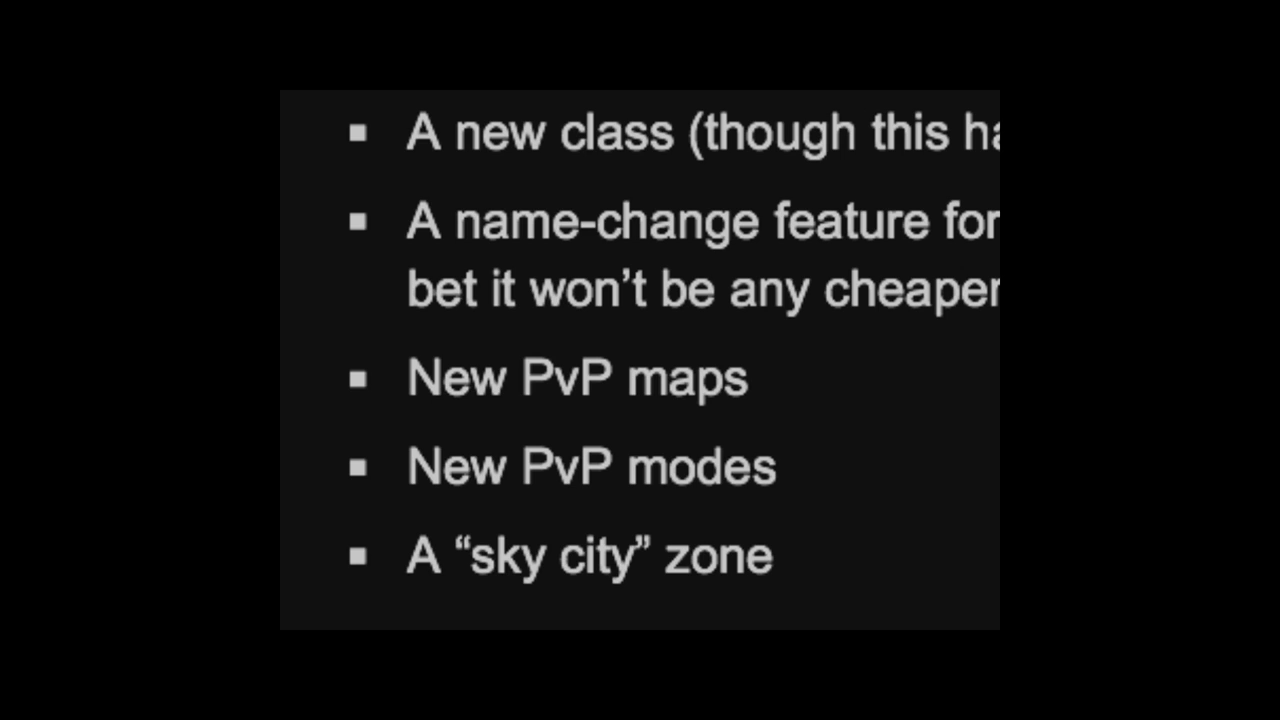 A new class (though this
A name-change feature for
bet it won’t be any cheaper
New PvP maps
New PvP modes
A “sky city” zone